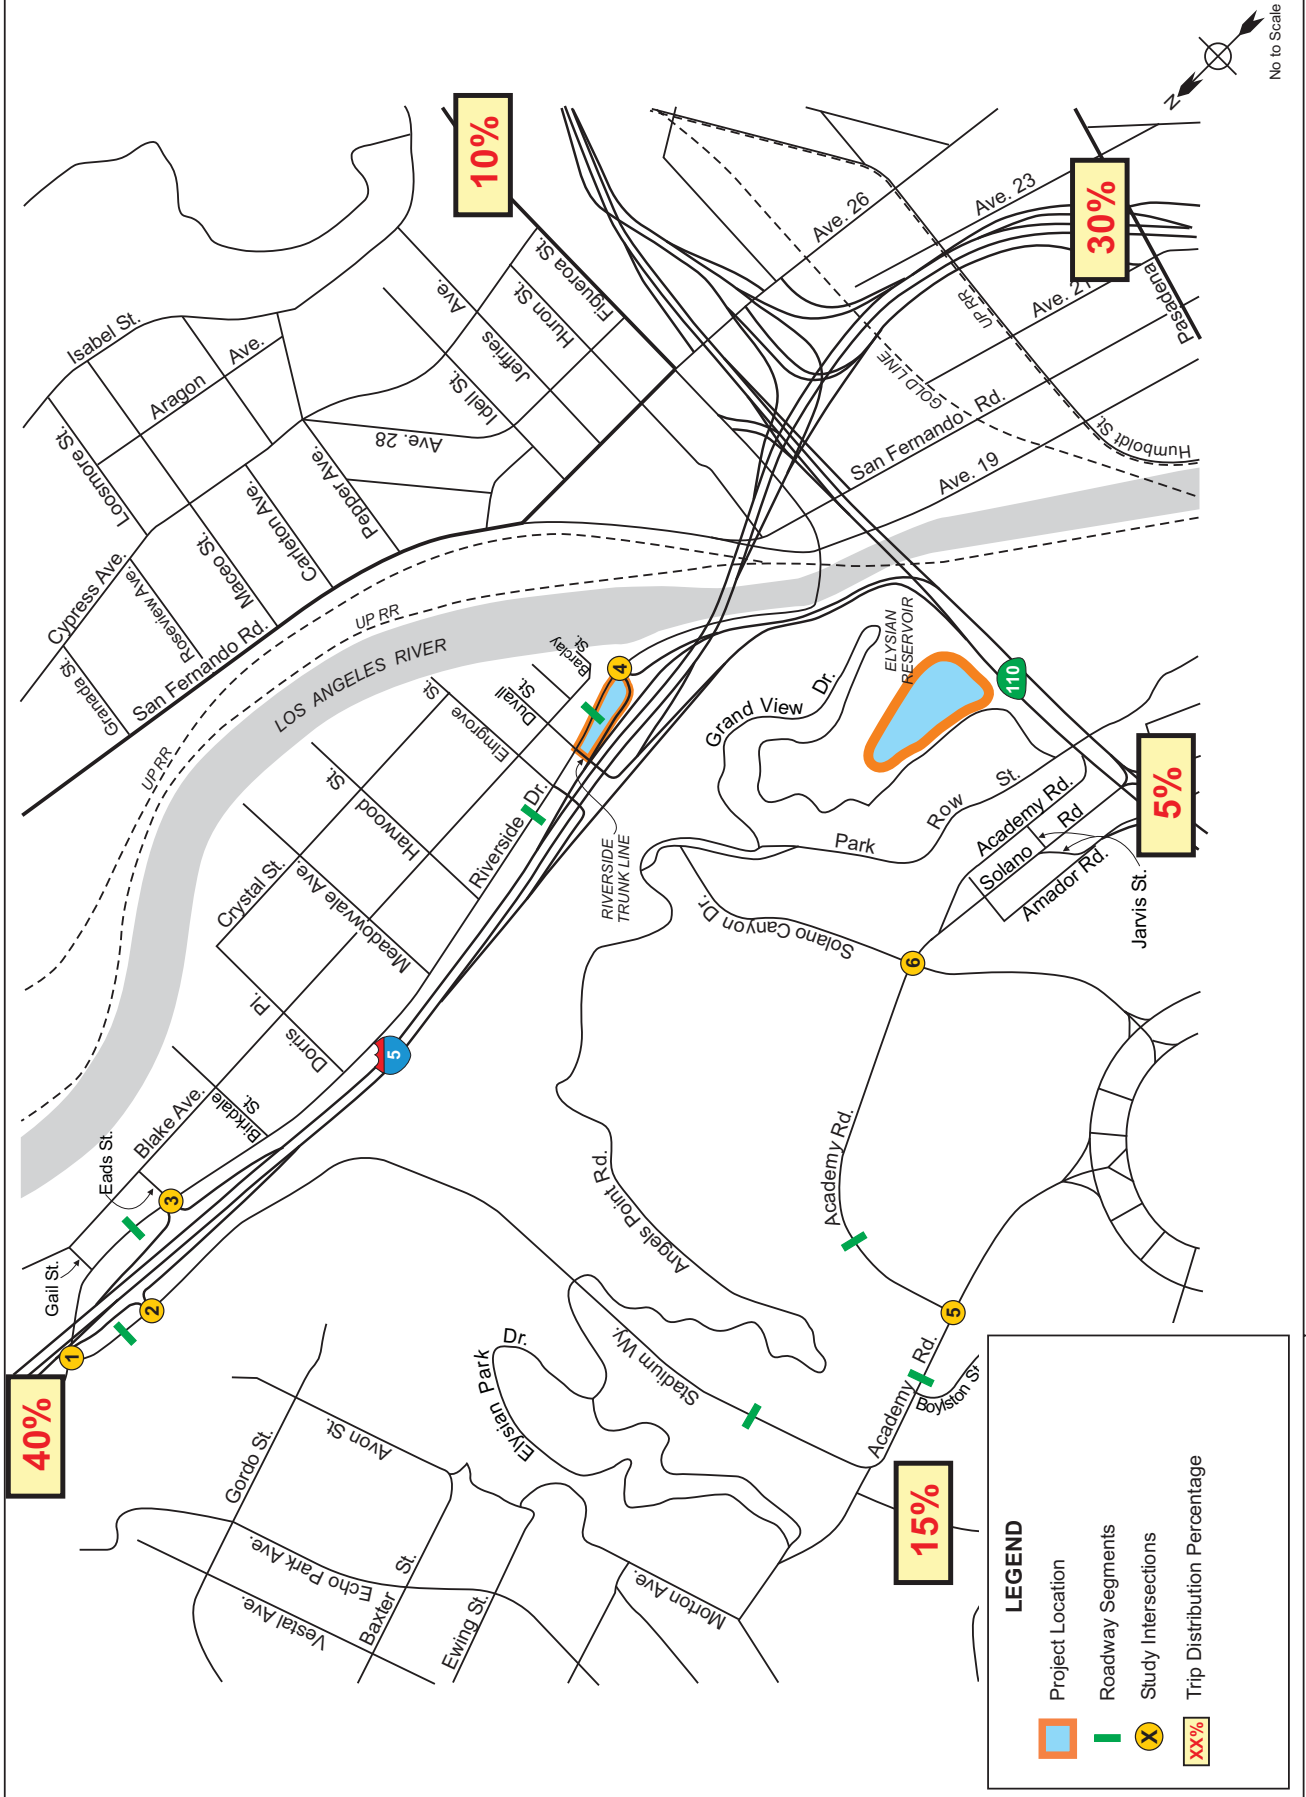 No to Scale
N
10%
30%
5%
15%
40%
Isabel St.
Aragon
Ave.
Loosmore St.
Cypress Ave.
Roseview Ave.
Maceo St.
Carleton Ave.
Pepper Ave.
Granada St.
San Fernando Rd.
Ave. 28
Idell St.
Jeffries
Ave.
Huron St.
Figueroa St.
Ave. 26
Ave. 23
Ave. 21
Pasadena
UP RR
GOLD LINE
San Fernando Rd.
Ave. 19
Humboldt St.
UP RR
UP RR
LOS ANGELES RIVER
Barclay
St.
Duvall
St.
Elmgrove
St.
Harwood
St.
Riverside
Dr.
Crystal St.
Meadowvale Ave.
Dorris
Pl.
Blake Ave.
Birkdale
St.
Eads St.
Gail St.
RIVERSIDE
TRUNK LINE
ELYSIAN
RESERVOIR
Grand View
Dr.
Park
Row
St.
Academy Rd.
Solano
Rd
Amador Rd.
Jarvis St.
Solano Canyon Dr.
Academy Rd.
Angels Point Rd.
Stadium Wy.
Elysian Park
Dr.
Academy
Rd.
Boylston St
Gordo St.
Avon St.
Echo Park Ave.
Vestal Ave.
Baxter
St.
Ewing St.
Morton Ave.
1
2
3
4
5
6
5
110
LEGEND
Project Location
Roadway Segments
X
Study Intersections
XX%
Trip Distribution Percentage